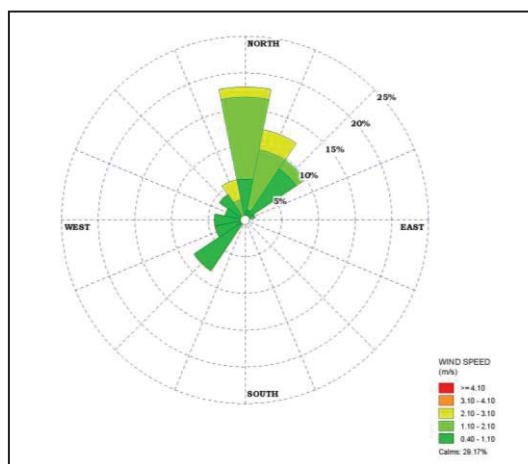 NORTH
25%
20%
15%
10%
5%
WEST
EAST
SOUTH
WIND SPEED
(m/s)
>= 4.10
3.10 - 4.10
2.10 - 3.10
1.10 - 2.10
0.40 - 1.10
Calms: 29.17%